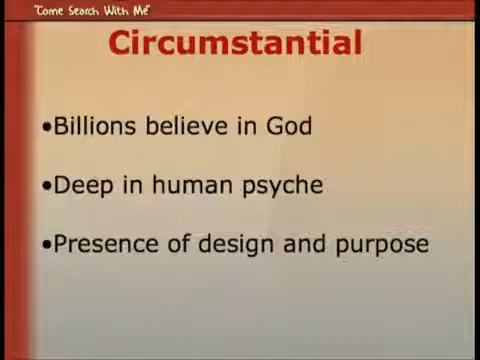 "Come Search With Me"
Circumstantial
•Billions believe in God
•Deep in human psyche
•Presence of design and purpose